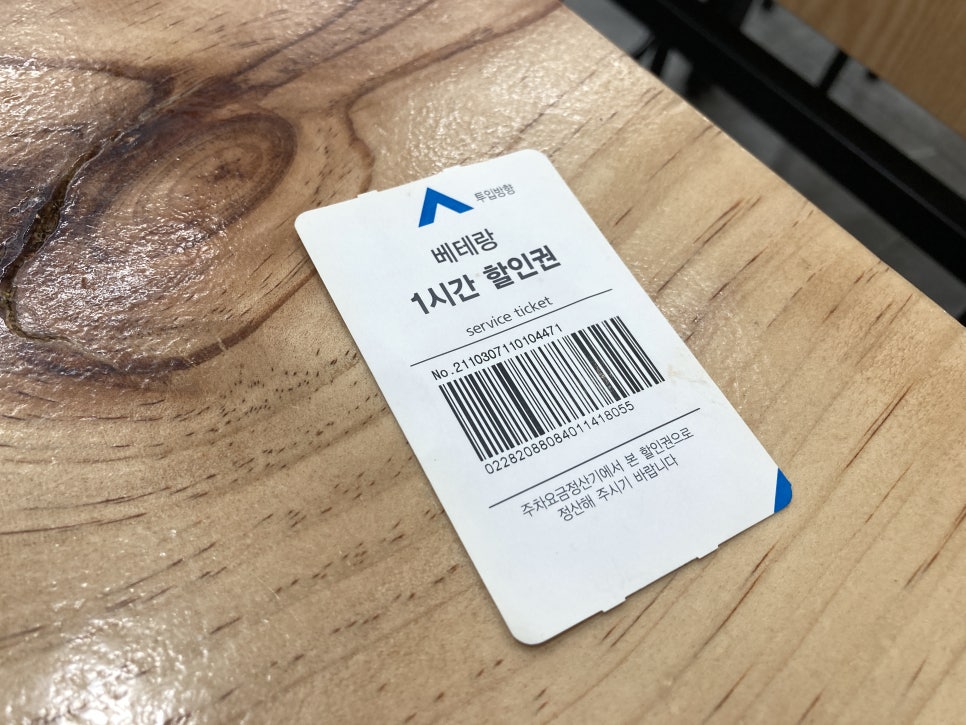 투입방향
베테랑
1시간 할인권
service ticket
No.2110307110104471
02282088084011418055
주차요금정산기에서 본 할인권으로
정산해 주시기 바랍니다